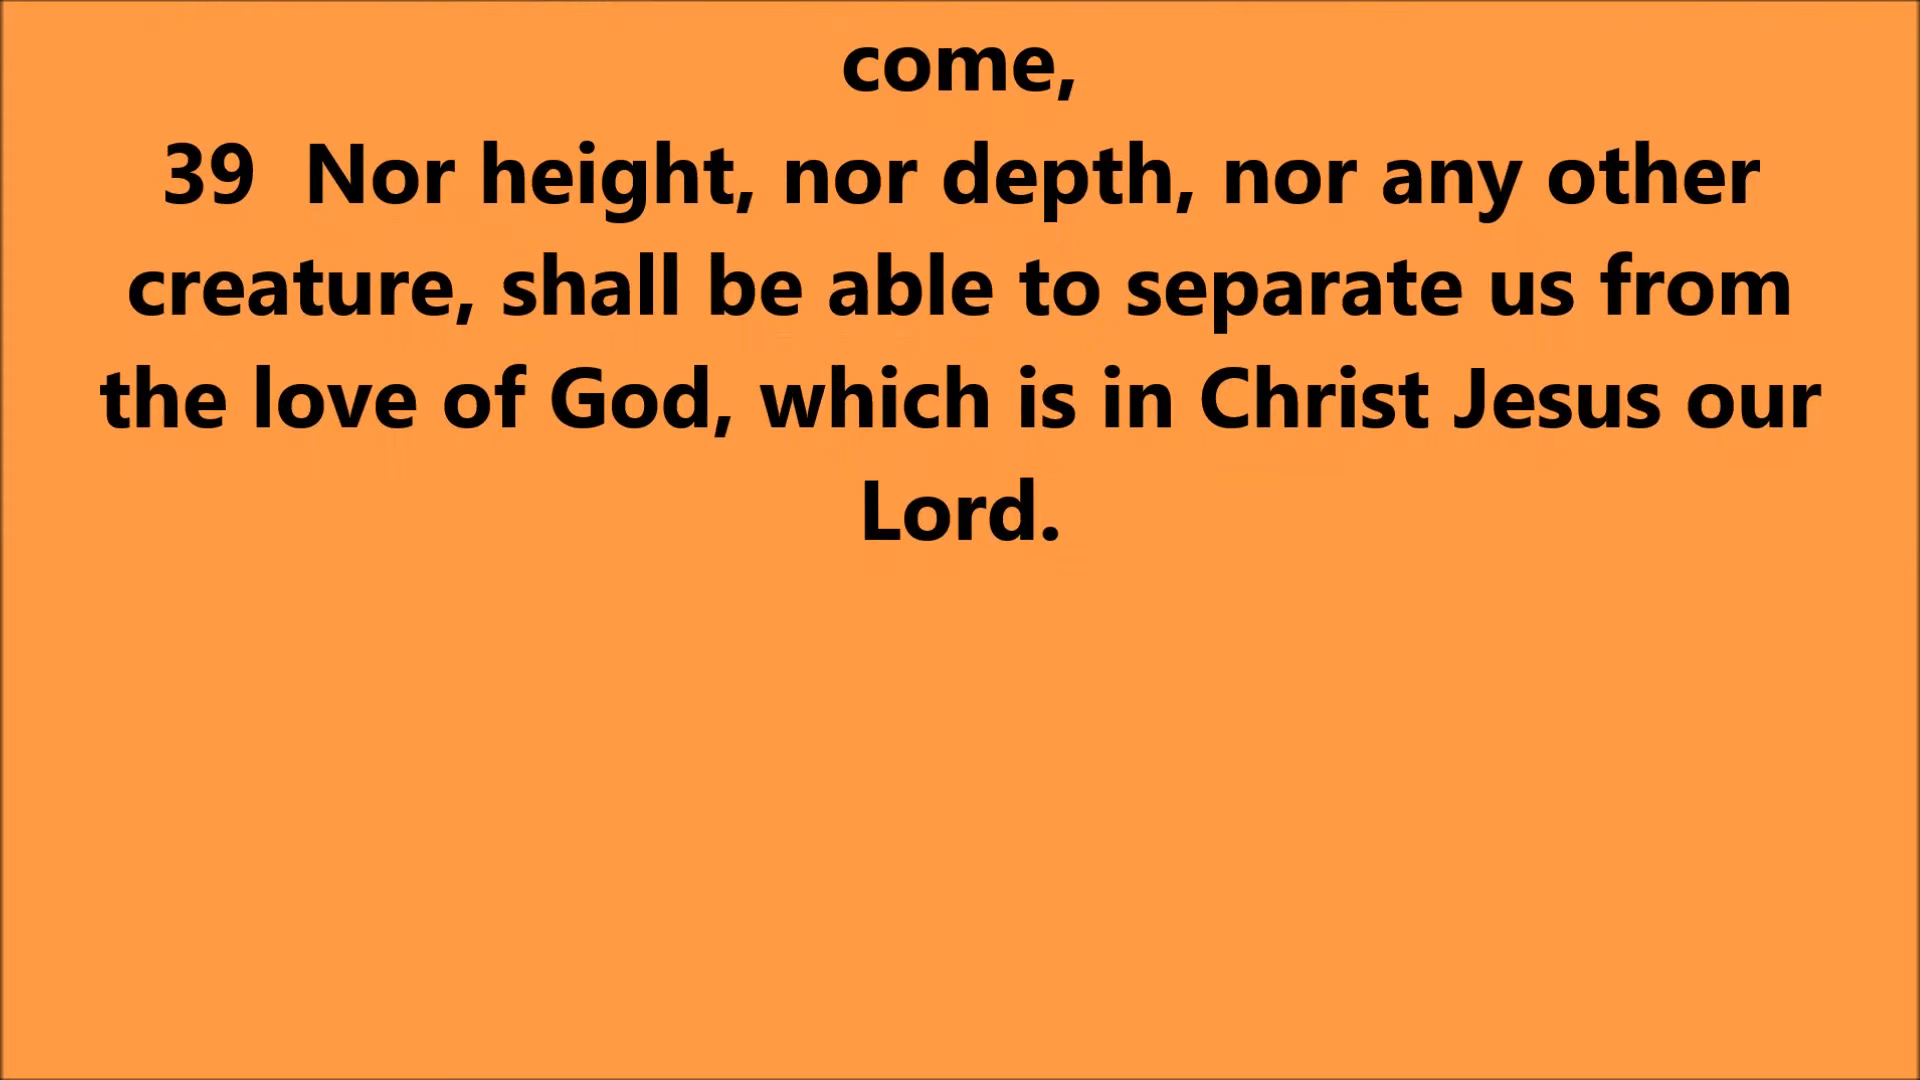 come,
39  Nor height, nor depth, nor any other
creature, shall be able to separate us from
the love of God, which is in Christ Jesus our
Lord.